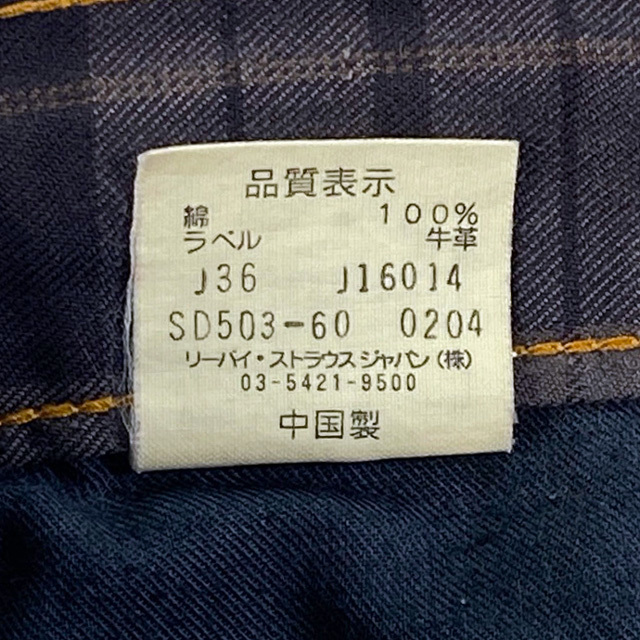 品質表示
綿 100%
ラベル 牛革
J36 J16014
SD503-60 0204
リーバイ・ストラウスジャパン(株)
03-5421-9500
中国製